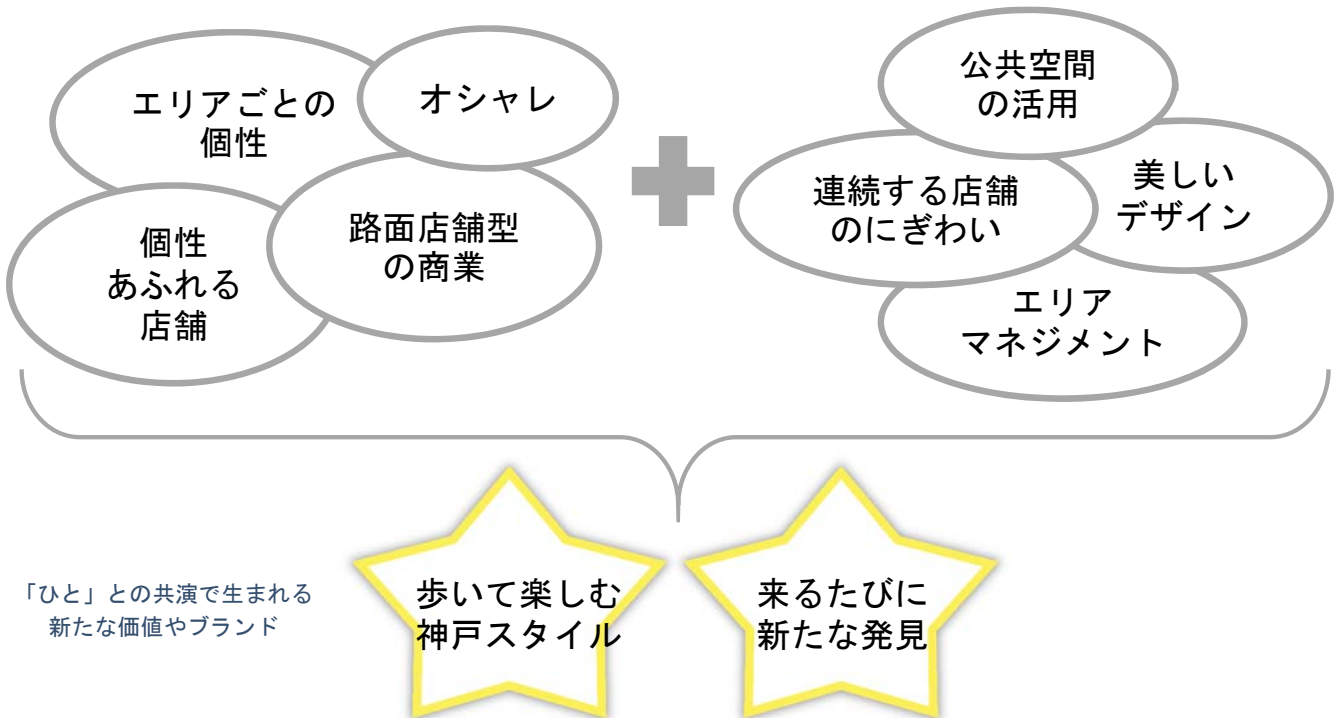 エリアごとの
個性
オシャレ
個性
あふれる
店舗
路面店舗型
の商業
公共空間
の活用
連続する店舗
のにぎわい
美しい
デザイン
エリア
マネジメント
「ひと」との共演で生まれる
新たな価値やブランド
歩いて楽しむ
神戸スタイル
来るたびに
新たな発見